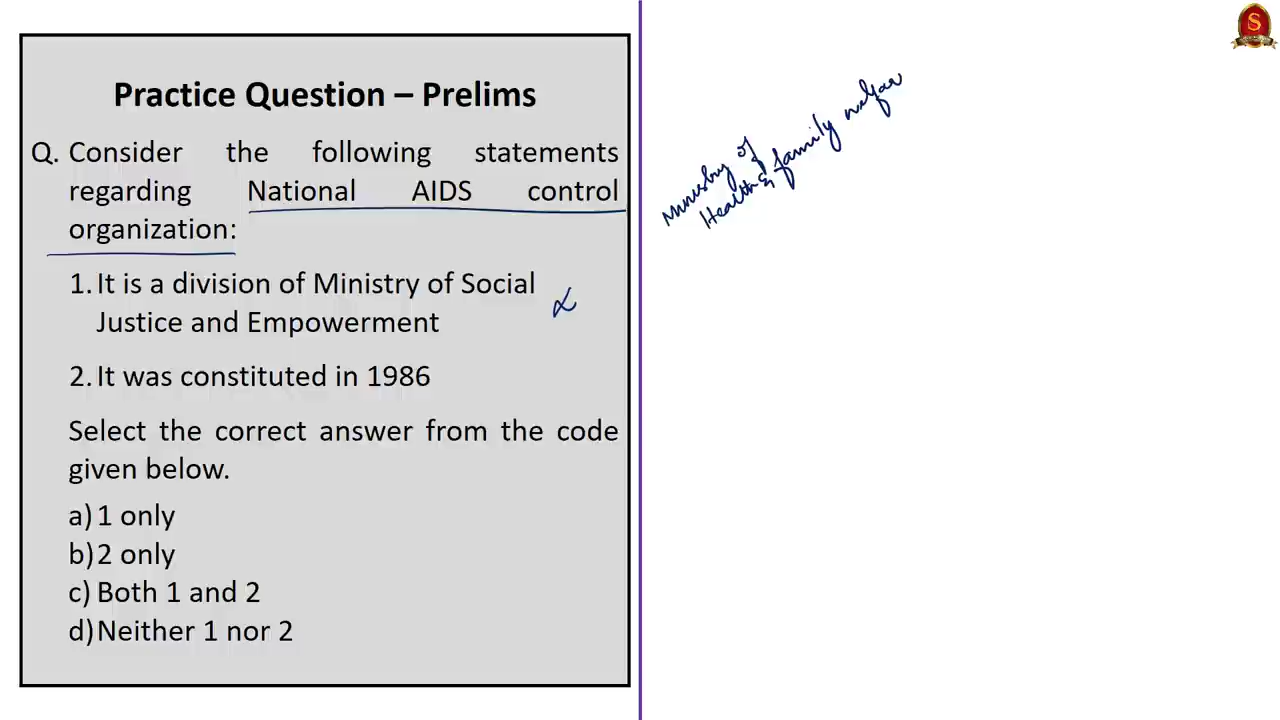 Practice Question – Prelims
Q. Consider the following statements
regarding National AIDS control
organization:
1. It is a division of Ministry of Social
Justice and Empowerment
2. It was constituted in 1986
Select the correct answer from the code
given below.
a) 1 only
b) 2 only
c) Both 1 and 2
d) Neither 1 nor 2
Ministry of
Health & family welfare
S